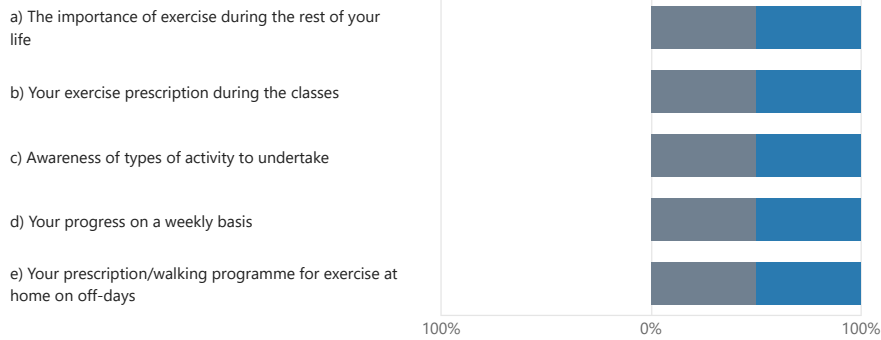 a) The importance of exercise during the rest of your
life
b) Your exercise prescription during the classes
c) Awareness of types of activity to undertake
d) Your progress on a weekly basis
e) Your prescription/walking programme for exercise at
home on off-days
100%
0%
100%